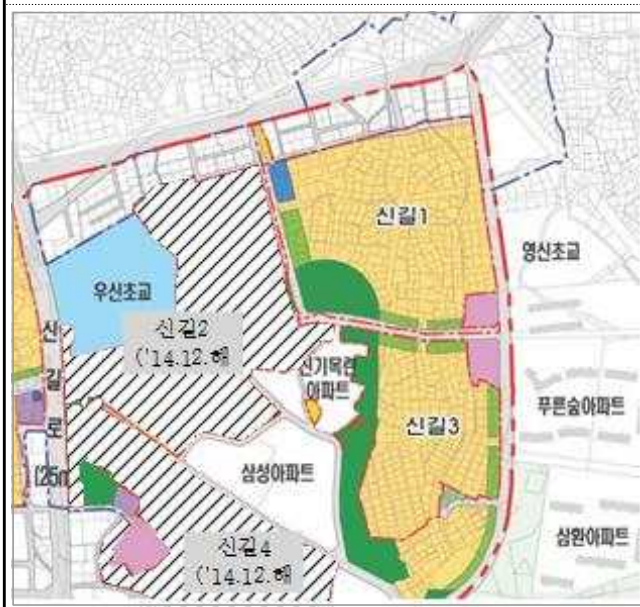 신길1
영신초교
우신초교
신길2
('14.12.해
신기목련
아파트
푸른숲아파트
신길3
신
길
로
(25m
삼성아파트
삼환아파트
신길4
('14.12.해